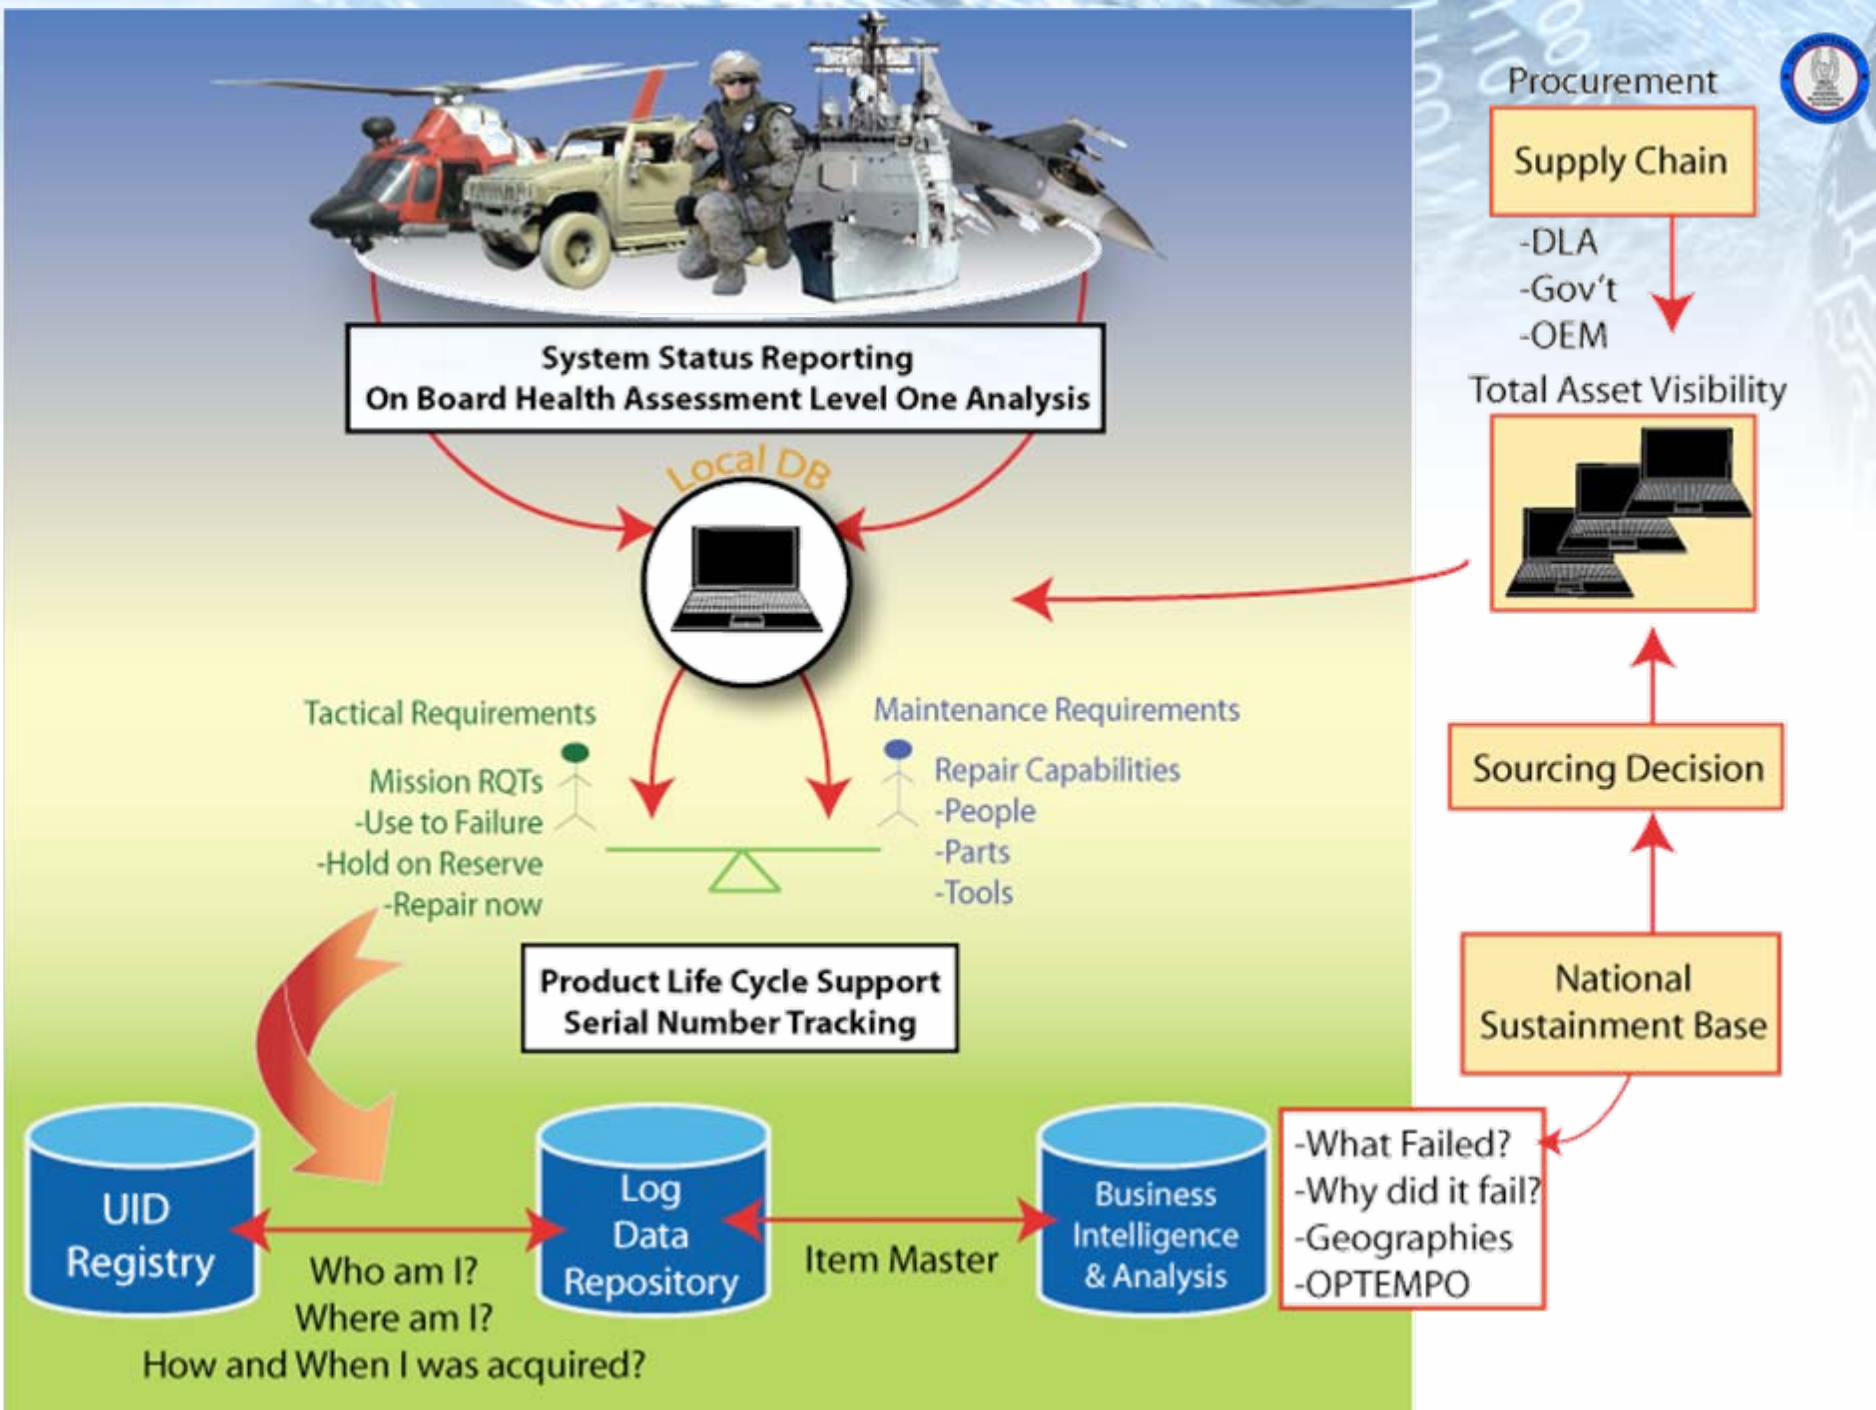 Procurement
Supply Chain
-DLA
-Gov't
-OEM
Total Asset Visibility
System Status Reporting
On Board Health Assessment Level One Analysis
Local DB
Tactical Requirements
Mission RQTs
-Use to Failure
-Hold on Reserve
-Repair now
Maintenance Requirements
Repair Capabilities
-People
-Parts
-Tools
Sourcing Decision
National
Sustainment Base
Product Life Cycle Support
Serial Number Tracking
UID
Registry
Who am I?
Where am I?
How and When I was acquired?
Log
Data
Repository
Item Master
Business
Intelligence
& Analysis
-What Failed?
-Why did it fail?
-Geographies
-OPTEMPO